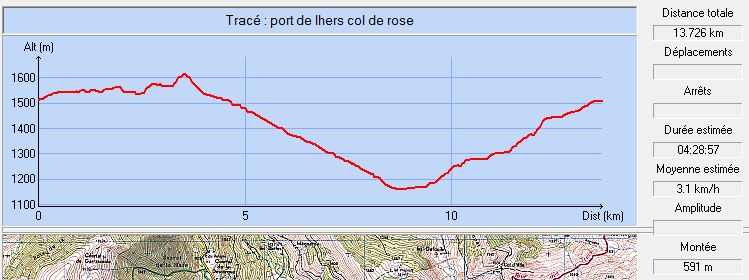 Tracé : port de lhers col de rose
Alt (m)
1600
1500
1400
1300
1200
1100
0
5
10
Dist (km)
Distance totale
13.726 km
Déplacements
Arrêts
Durée estimée
04:28:57
Moyenne estimée
3.1 km/h
Amplitude
Montée
591 m